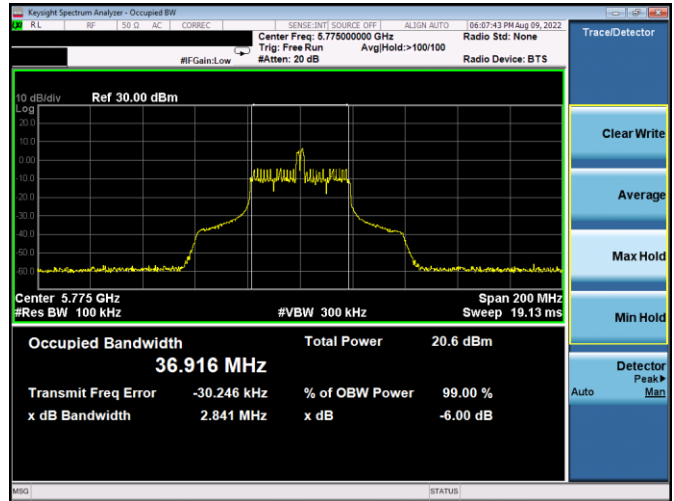 Keysight Spectrum Analyzer - Occupied BW
RL RF 50 Ω AC CORREC SENSE:INT SOURCE OFF ALIGN AUTO 06:07:43 PM Aug 09, 2022
Center Freq: 5.775000000 GHz Radio Std: None
Trig: Free Run Avg|Hold:>100/100
#IFGain:Low #Atten: 20 dB Radio Device: BTS
10 dB/div Ref 30.00 dBm
Log
20.0
10.0
0.00
-10.0
-20.0
-30.0
-40.0
-50.0
-60.0
Center 5.775 GHz Span 200 MHz
#Res BW 100 kHz #VBW 300 kHz Sweep 19.13 ms
Occupied Bandwidth Total Power 20.6 dBm
36.916 MHz
Transmit Freq Error -30.246 kHz % of OBW Power 99.00 %
x dB Bandwidth 2.841 MHz x dB -6.00 dB
MSG STATUS
Trace/Detector
Clear Write
Average
Max Hold
Min Hold
Detector
Peak▶
Auto Man